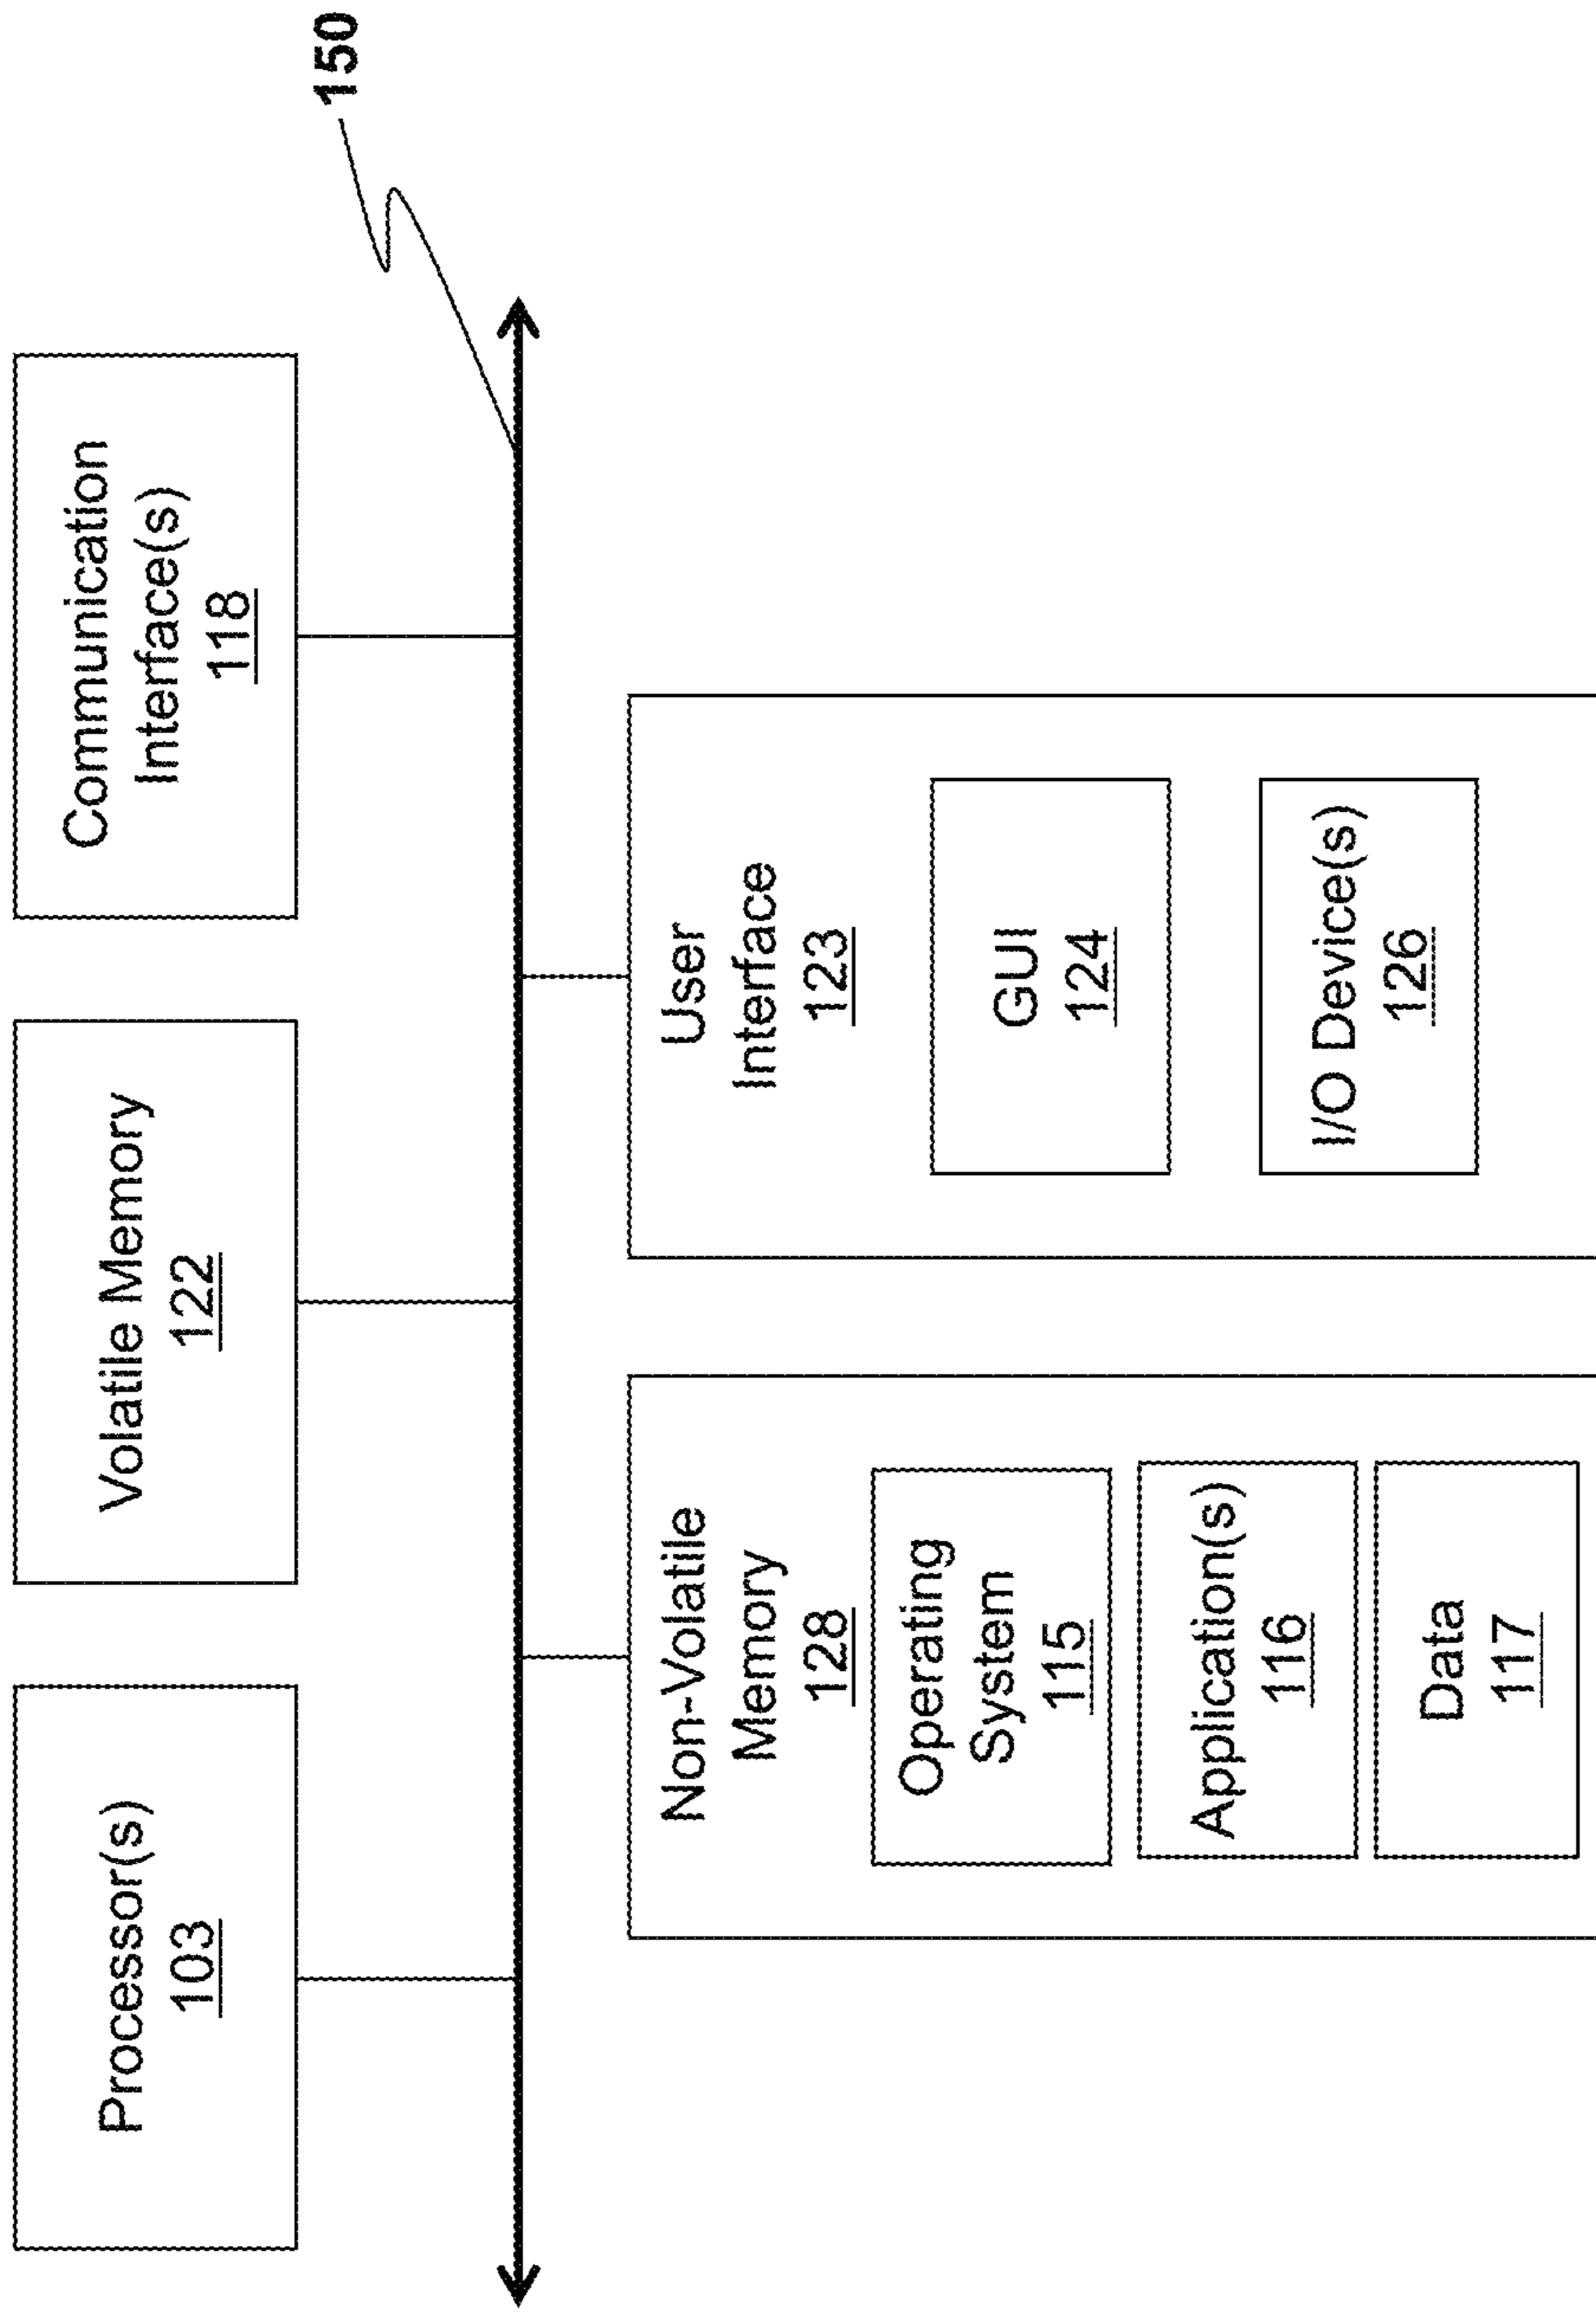 Processor(s)
103
Volatile Memory
122
Communication
Interface(s)
118
150
Non-Volatile
Memory
128
Operating
System
115
Application(s)
116
Data
117
User
Interface
123
GUI
124
I/O Device(s)
126